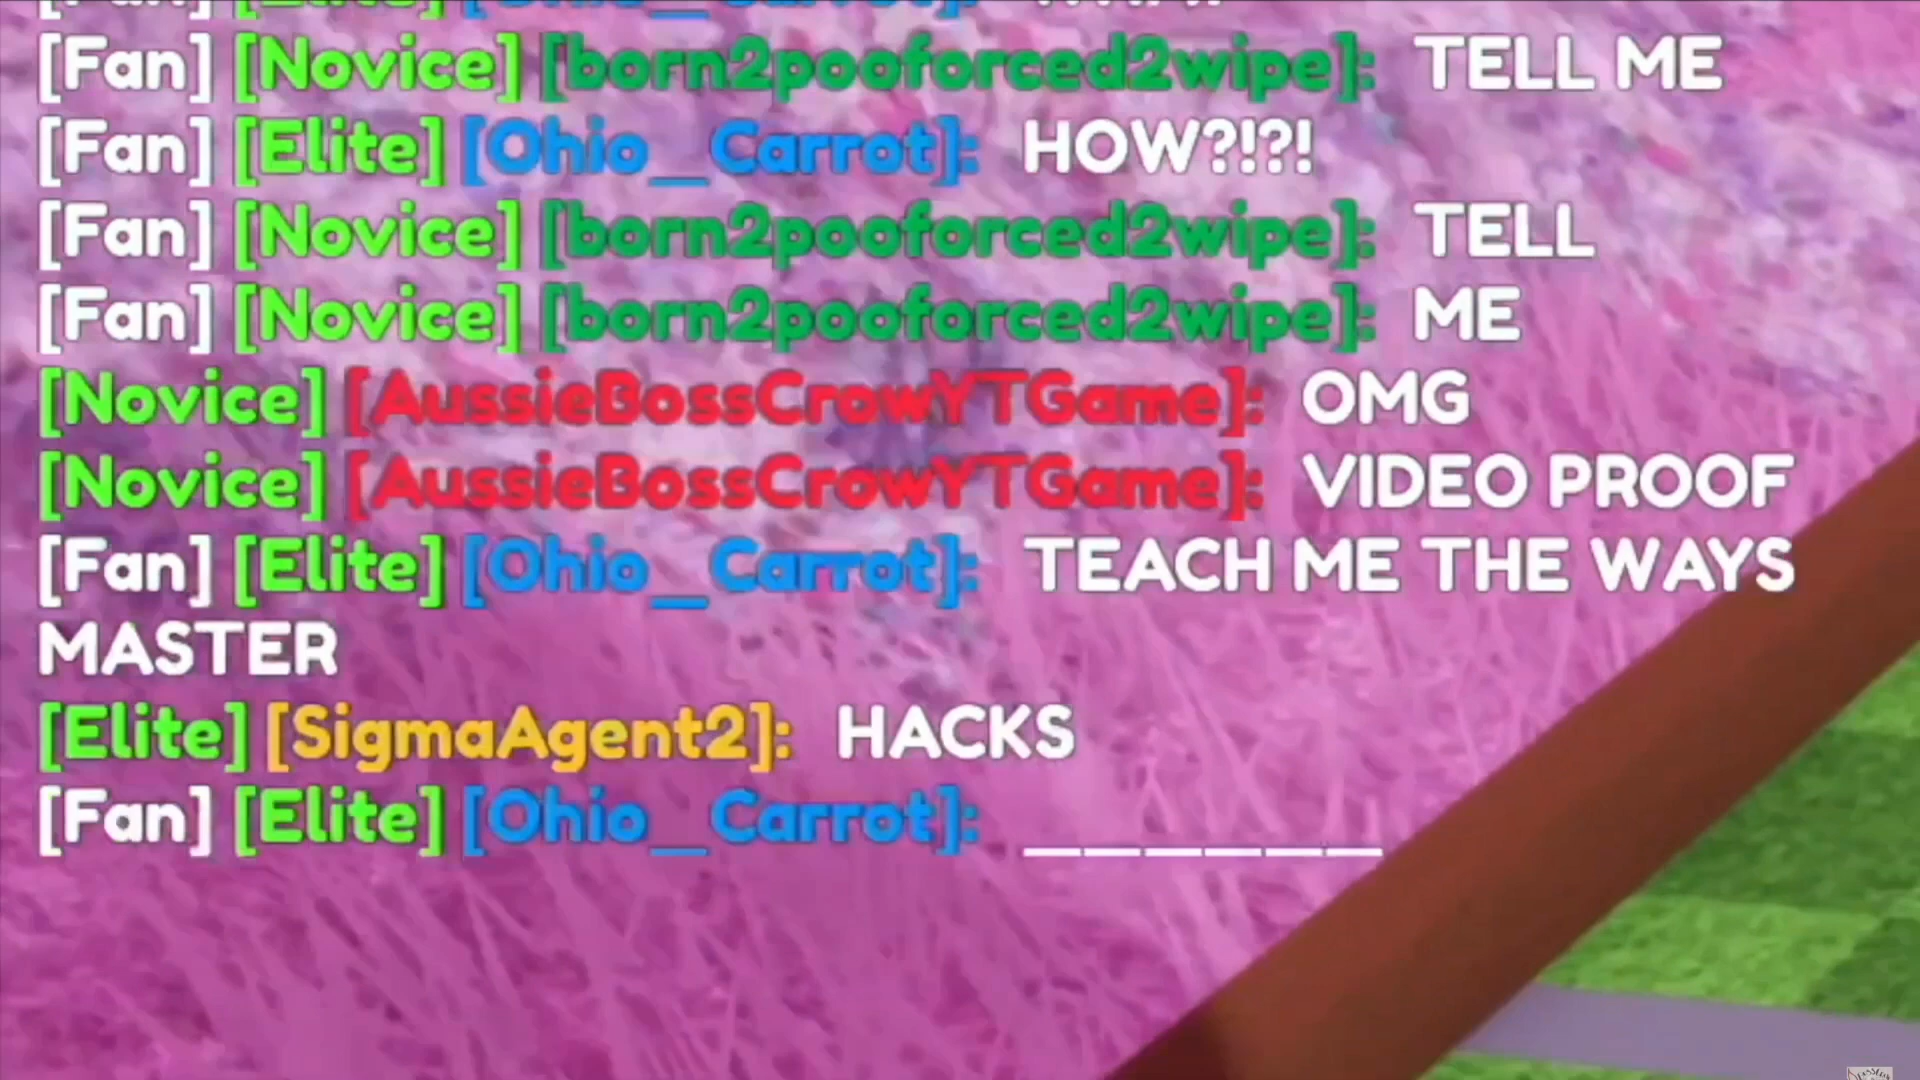 [Fan] [Novice] [born2pooforced2wipe]: TELL ME
[Fan] [Elite] [Ohio_Carrot]: HOW?!?!
[Fan] [Novice] [born2pooforced2wipe]: TELL
[Fan] [Novice] [born2pooforced2wipe]: ME
[Novice] [AussieBossCrowYTGame]: OMG
[Novice] [AussieBossCrowYTGame]: VIDEO PROOF
[Fan] [Elite] [Ohio_Carrot]: TEACH ME THE WAYS
MASTER
[Elite] [SigmaAgent2]: HACKS
[Fan] [Elite] [Ohio_Carrot]: ______